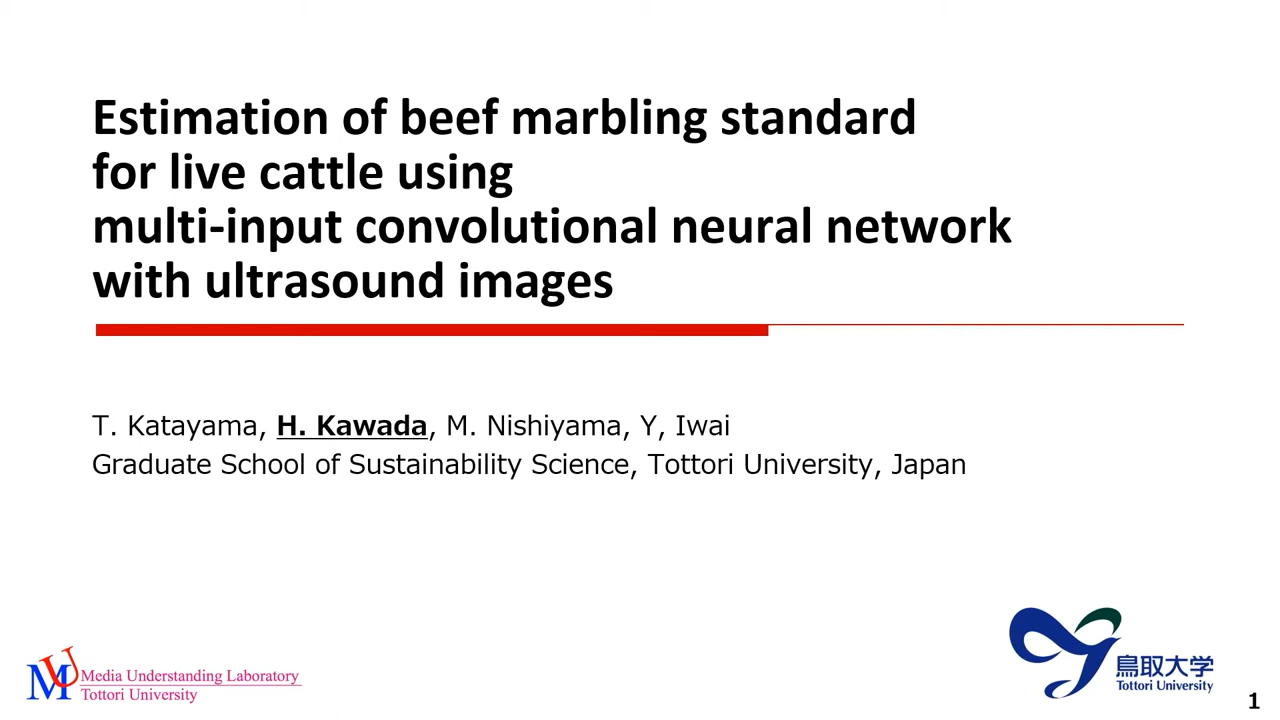 Estimation of beef marbling standard
for live cattle using
multi-input convolutional neural network
with ultrasound images
T. Katayama, H. Kawada, M. Nishiyama, Y, Iwai
Graduate School of Sustainability Science, Tottori University, Japan
MU Media Understanding Laboratory
Tottori University
鳥取大学
Tottori University
1